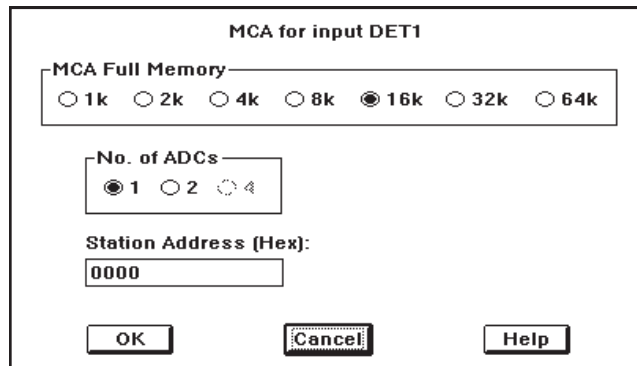 MCA for input DET1
MCA Full Memory
1k 2k 4k 8k 16k 32k 64k
No. of ADCs
1 2 4
Station Address (Hex):
0000
OK Cancel Help